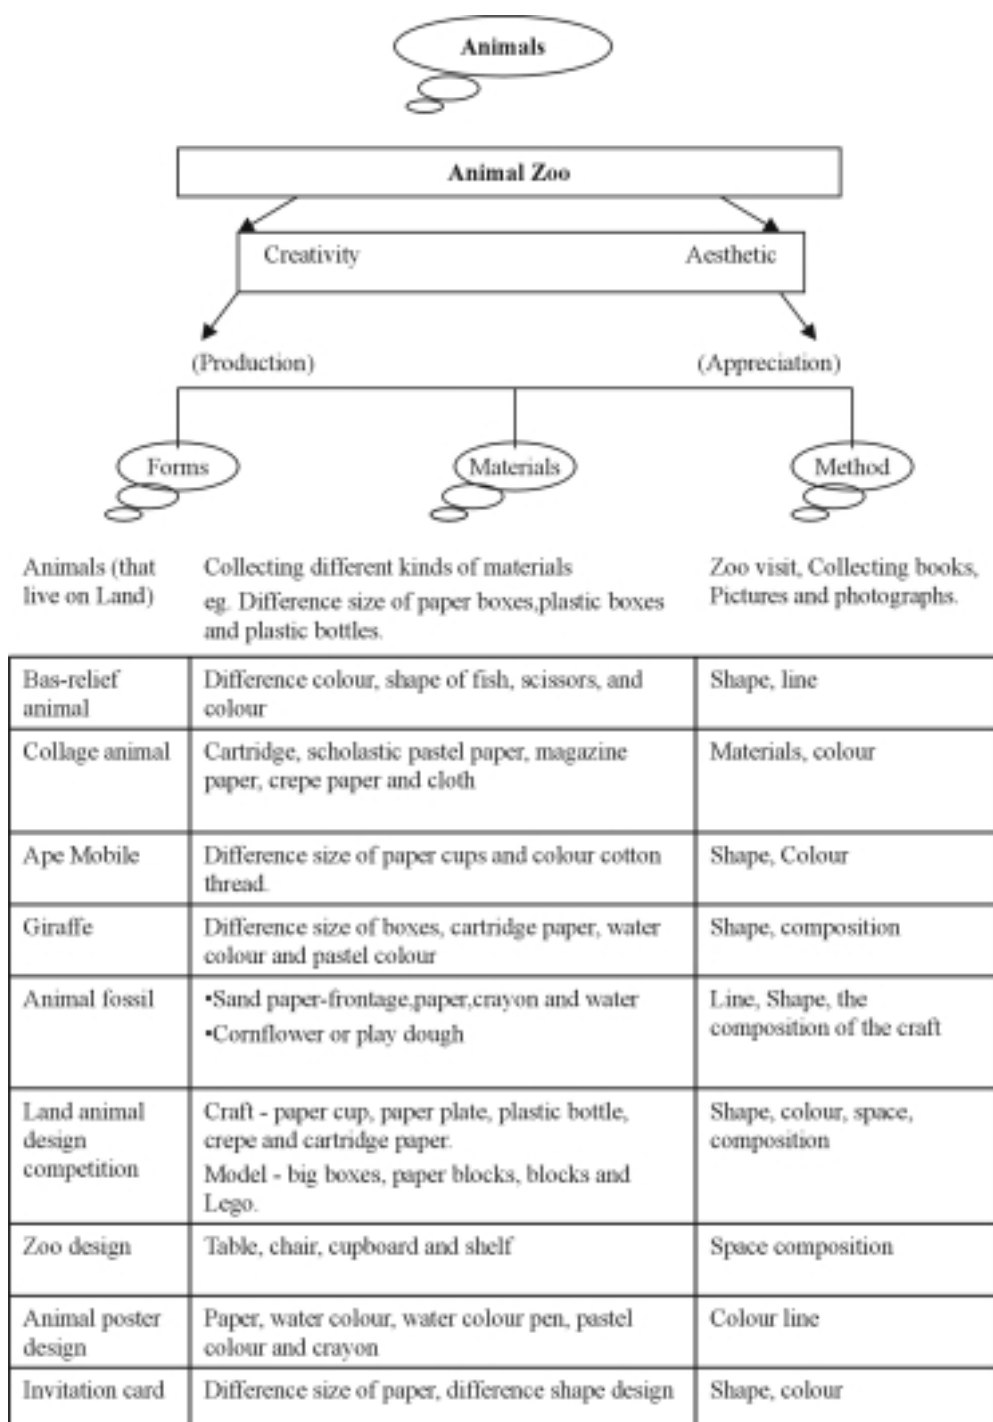 Animals
Animal Zoo
Creativity Aesthetic
(Production) (Appreciation)
Forms Materials Method
Animals (that
live on Land)
Collecting different kinds of materials
eg. Difference size of paper boxes,plastic boxes
and plastic bottles.
Zoo visit, Collecting books,
Pictures and photographs.
Bas-relief
animal
Difference colour, shape of fish, scissors, and
colour
Shape, line
Collage animal
Cartridge, scholastic pastel paper, magazine
paper, crepe paper and cloth
Materials, colour
Ape Mobile
Difference size of paper cups and colour cotton
thread.
Shape, Colour
Giraffe
Difference size of boxes, cartridge paper, water
colour and pastel colour
Shape, composition
Animal fossil
•Sand paper-frontage,paper,crayon and water
•Cornflower or play dough
Line, Shape, the
composition of the craft
Land animal
design
competition
Craft - paper cup, paper plate, plastic bottle,
crepe and cartridge paper.
Model - big boxes, paper blocks, blocks and
Lego.
Shape, colour, space,
composition
Zoo design
Table, chair, cupboard and shelf
Space composition
Animal poster
design
Paper, water colour, water colour pen, pastel
colour and crayon
Colour line
Invitation card
Difference size of paper, difference shape design
Shape, colour